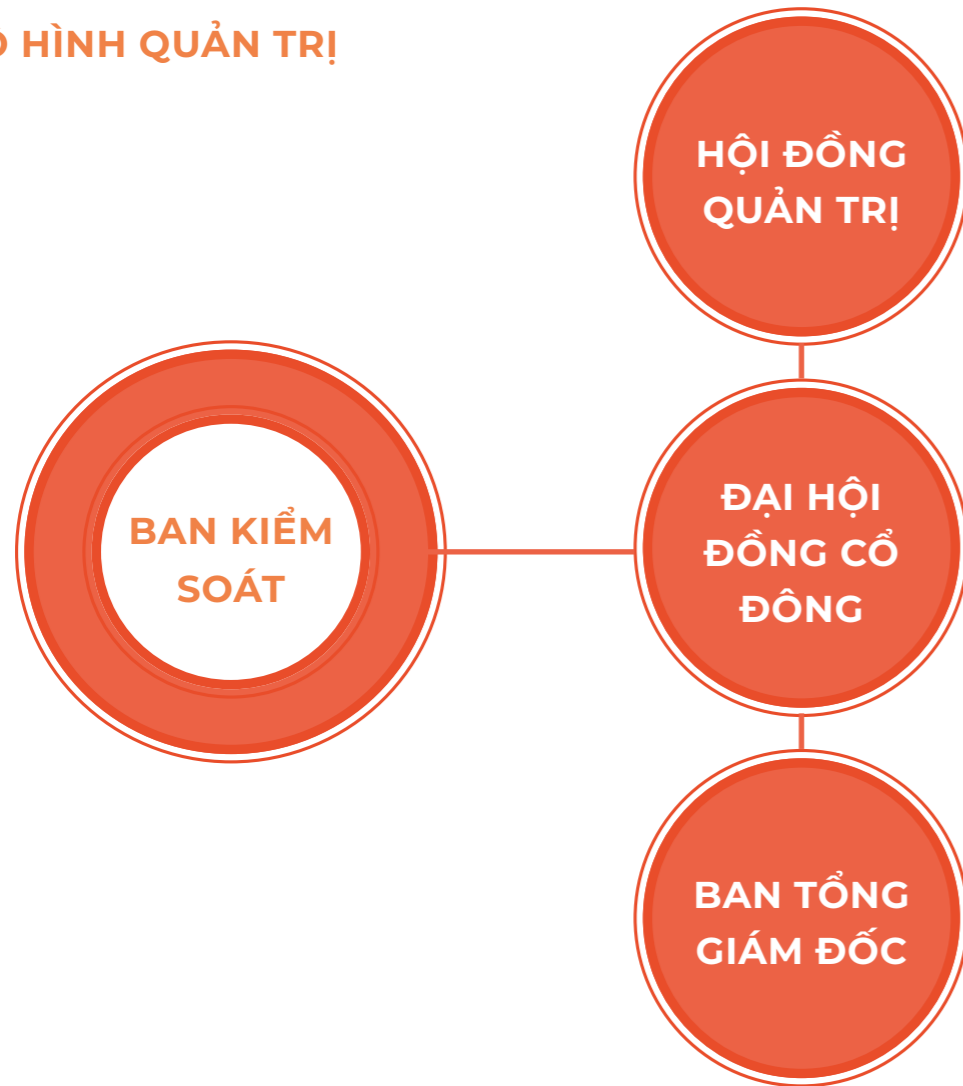 HÌNH QUẢN TRỊ
HỘI ĐỒNG
QUẢN TRỊ
BAN KIỂM
SOÁT
ĐẠI HỘI
ĐỒNG CỔ
ĐÔNG
BAN TỔNG
GIÁM ĐỐC